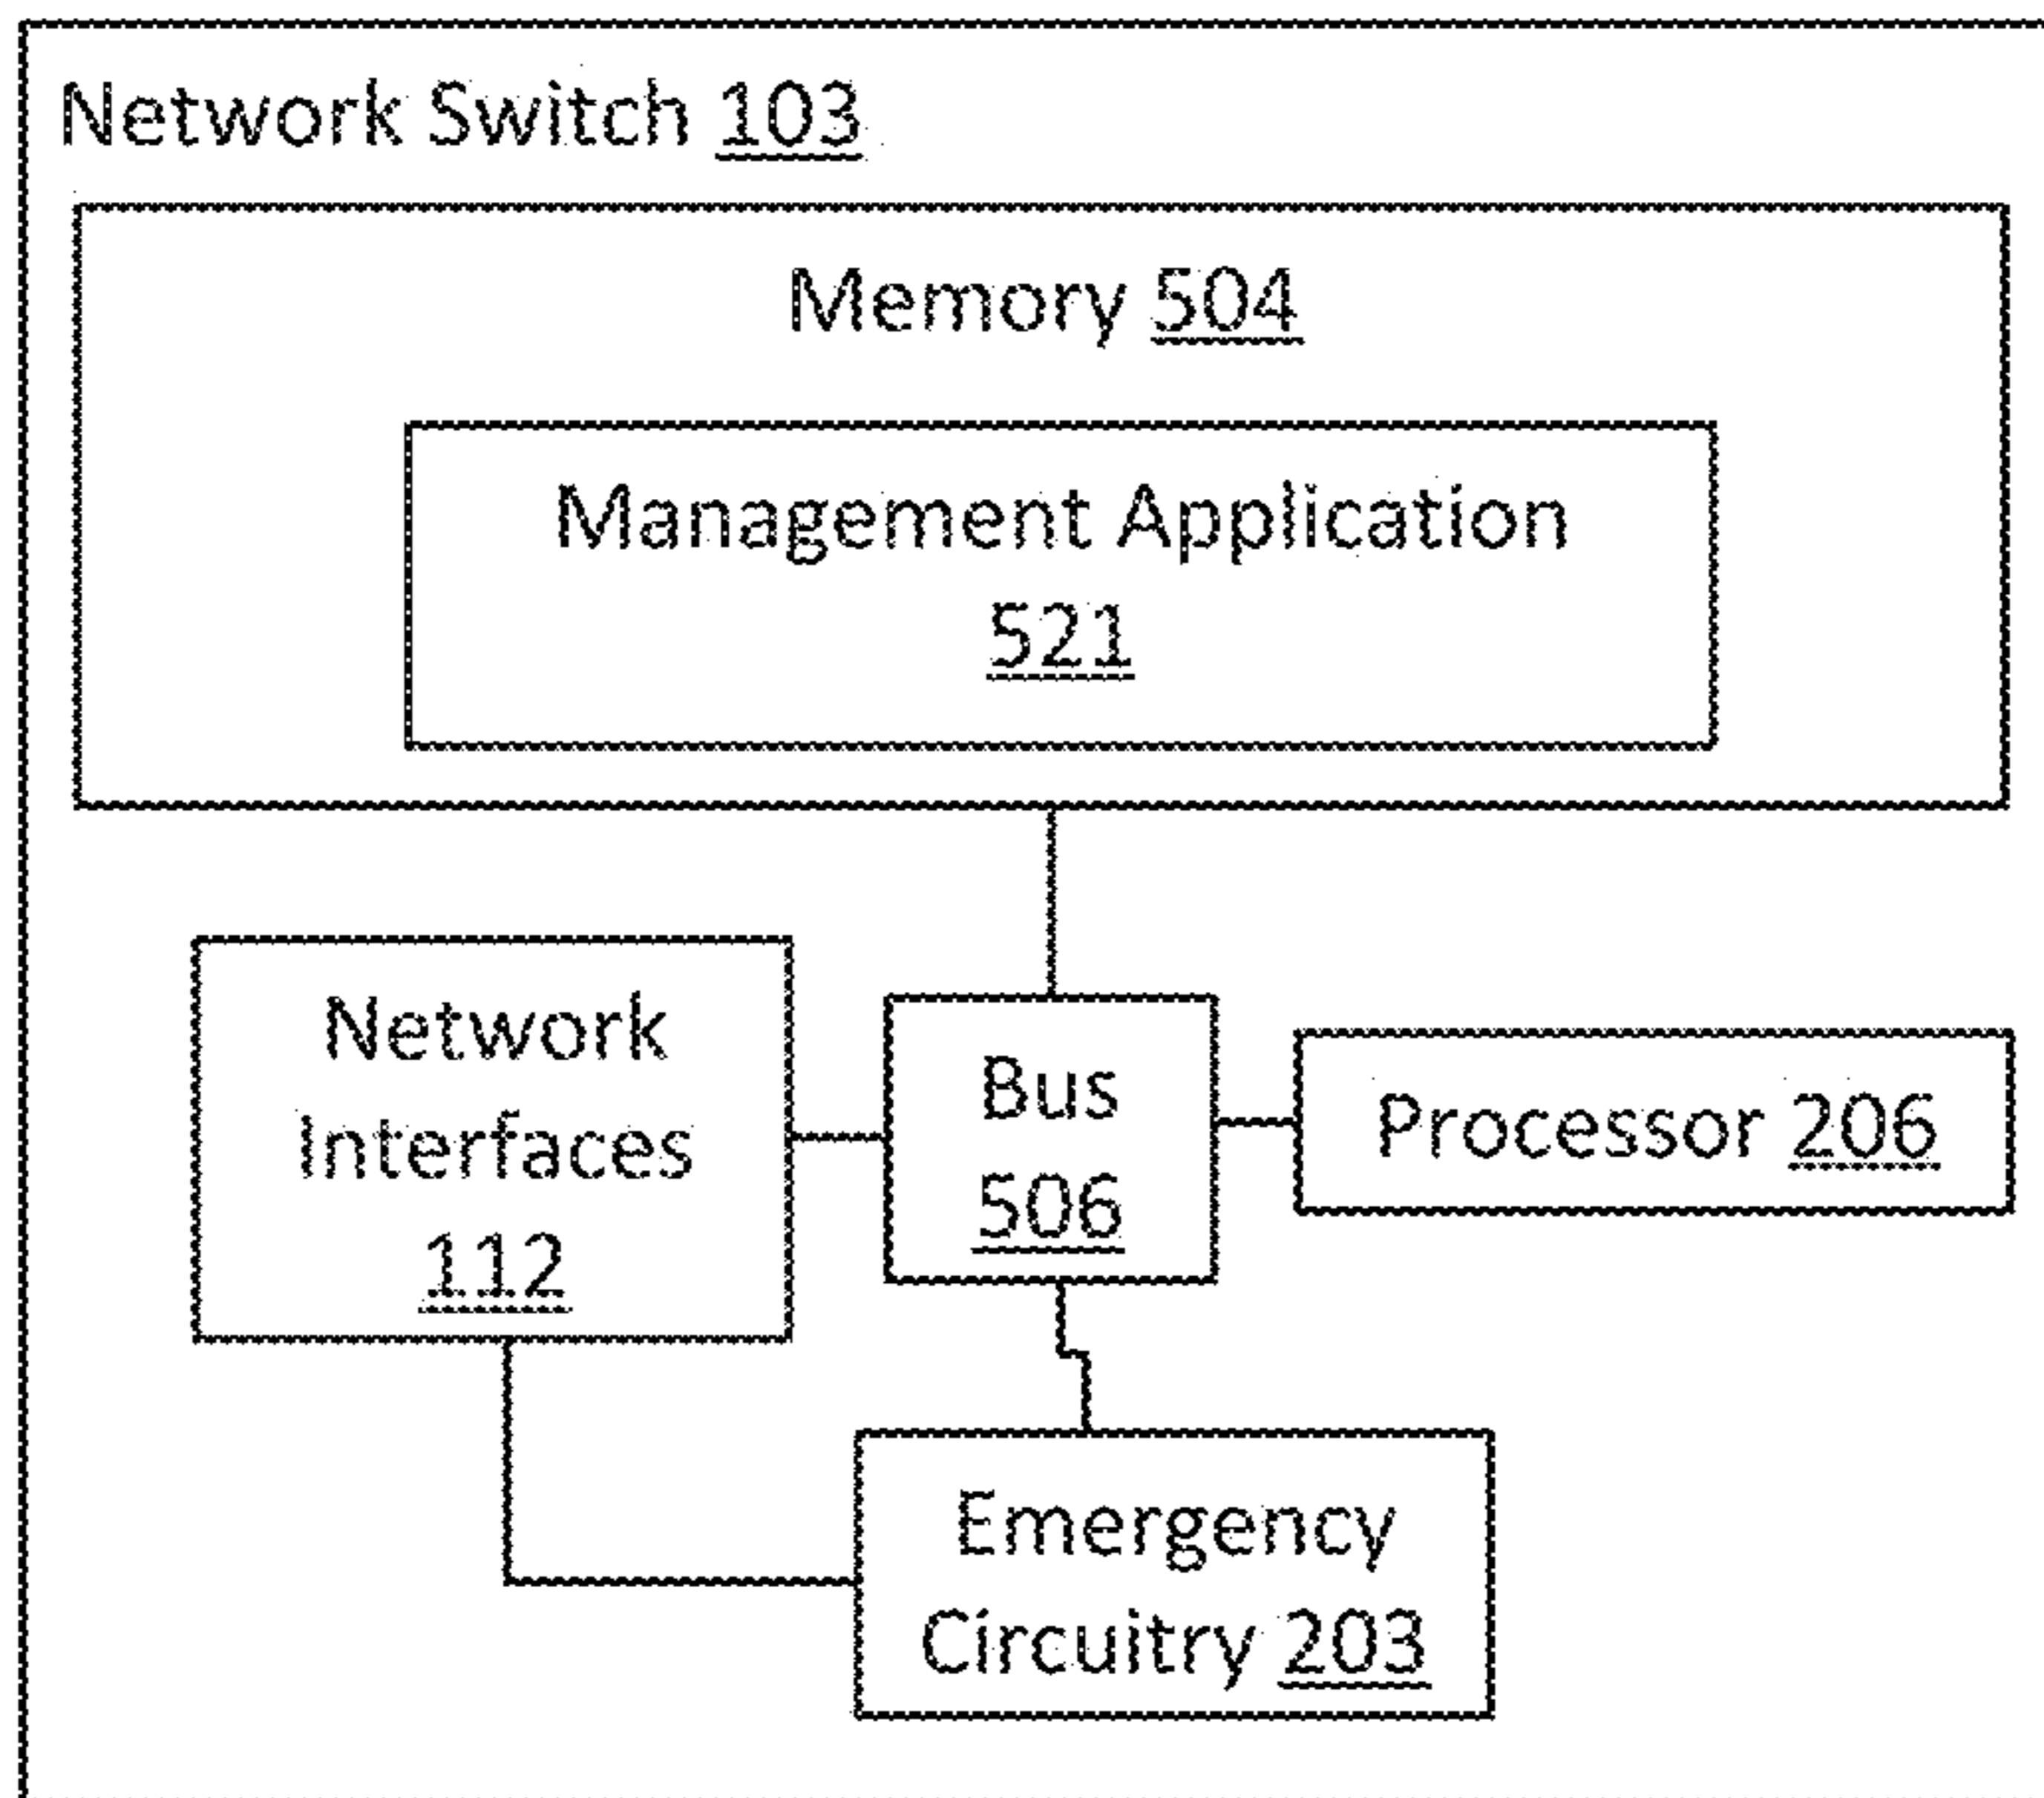 Network Switch 103
Memory 504
Management Application
521
Network
Interfaces
112
Bus
506
Processor 206
Emergency
Circuitry 203